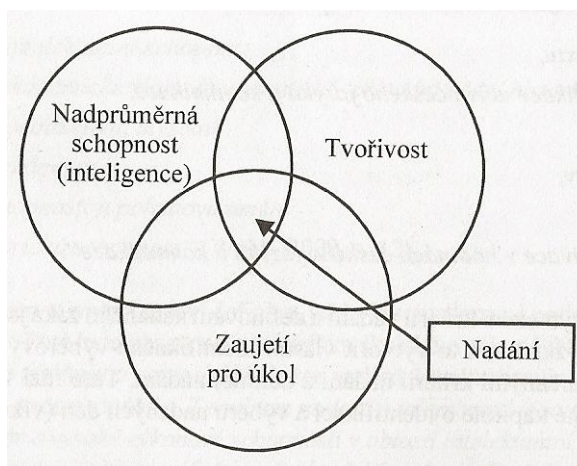 Nadprůměrná
schopnost
(inteligence)
Tvořivost
Zaujetí
pro úkol
Nadání